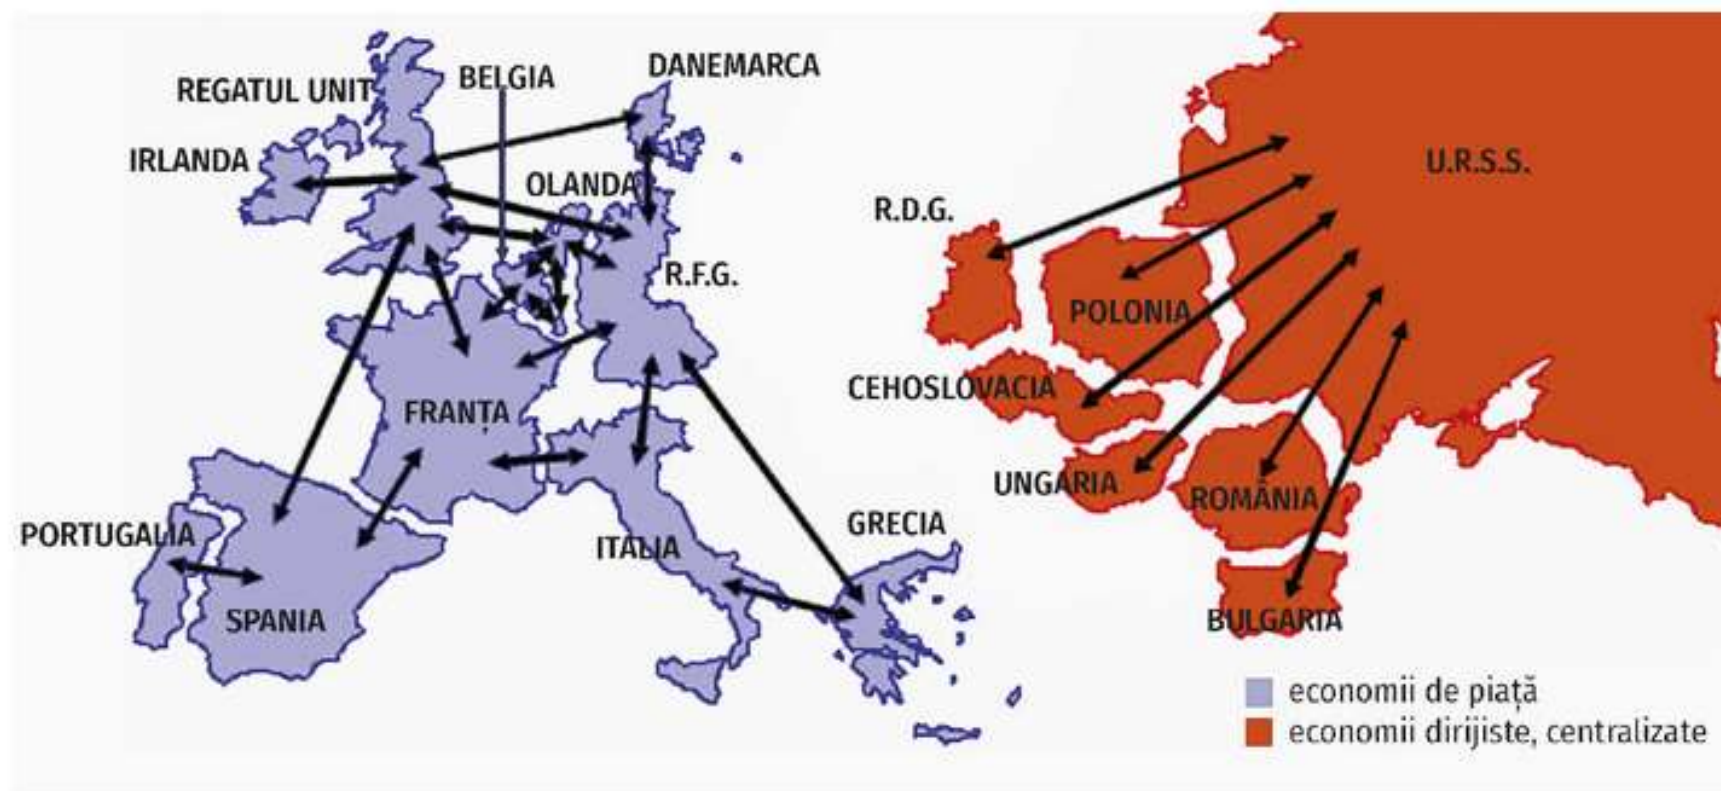 DANEMARCA
BELGIA
REGATUL UNIT
IRLANDA
OLANDA
R.F.G.
FRANȚA
PORTUGALIA
SPANIA
ITALIA
GRECIA
U.R.S.S.
R.D.G.
POLONIA
CEHOSLOVACIA
UNGARIA
ROMÂNIA
BULGARIA
economii de piață
economii dirijiste, centralizate